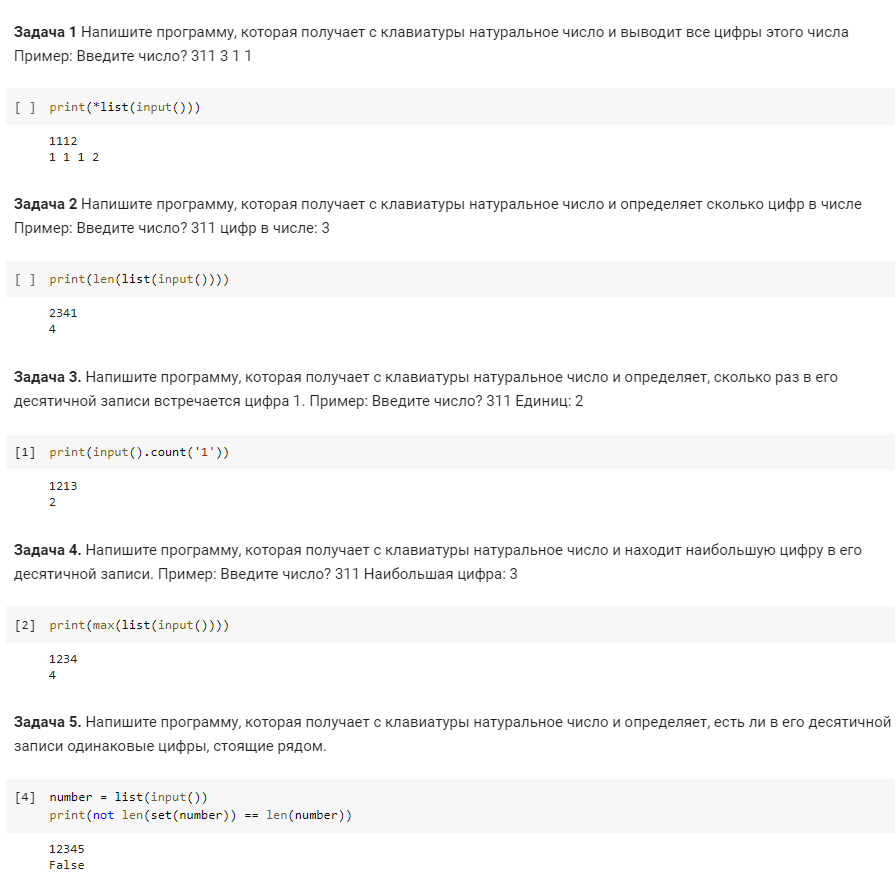 Задача 1 Напишите программу, которая получает с клавиатуры натуральное число и выводит все цифры этого числа
Пример: Введите число? 311 3 1 1
[ ] print(*list(input()))
1112
1 1 1 2
Задача 2 Напишите программу, которая получает с клавиатуры натуральное число и определяет сколько цифр в числе
Пример: Введите число? 311 цифр в числе: 3
[ ] print(len(list(input())))
2341
4
Задача 3. Напишите программу, которая получает с клавиатуры натуральное число и определяет, сколько раз в его
десятичной записи встречается цифра 1. Пример: Введите число? 311 Единиц: 2
[1] print(input().count('1'))
1213
2
Задача 4. Напишите программу, которая получает с клавиатуры натуральное число и находит наибольшую цифру в его
десятичной записи. Пример: Введите число? 311 Наибольшая цифра: 3
[2] print(max(list(input())))
1234
4
Задача 5. Напишите программу, которая получает с клавиатуры натуральное число и определяет, есть ли в его десятичной
записи одинаковые цифры, стоящие рядом.
[4] number = list(input())
print(not len(set(number)) == len(number))
12345
False